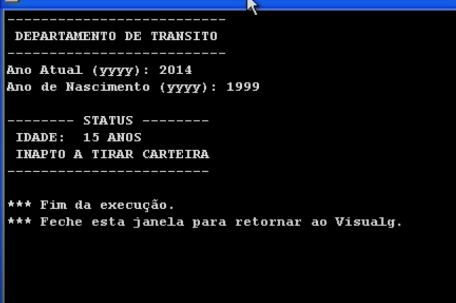 --------------------------
DEPARTAMENTO DE TRANSITO
--------------------------
Ano Atual (yyyy): 2014
Ano de Nascimento (yyyy): 1999
-------- STATUS --------
IDADE:  15 ANOS
INAPTO A TIRAR CARTEIRA
------------------------
*** Fim da execução.
*** Feche esta janela para retornar ao Visualg.